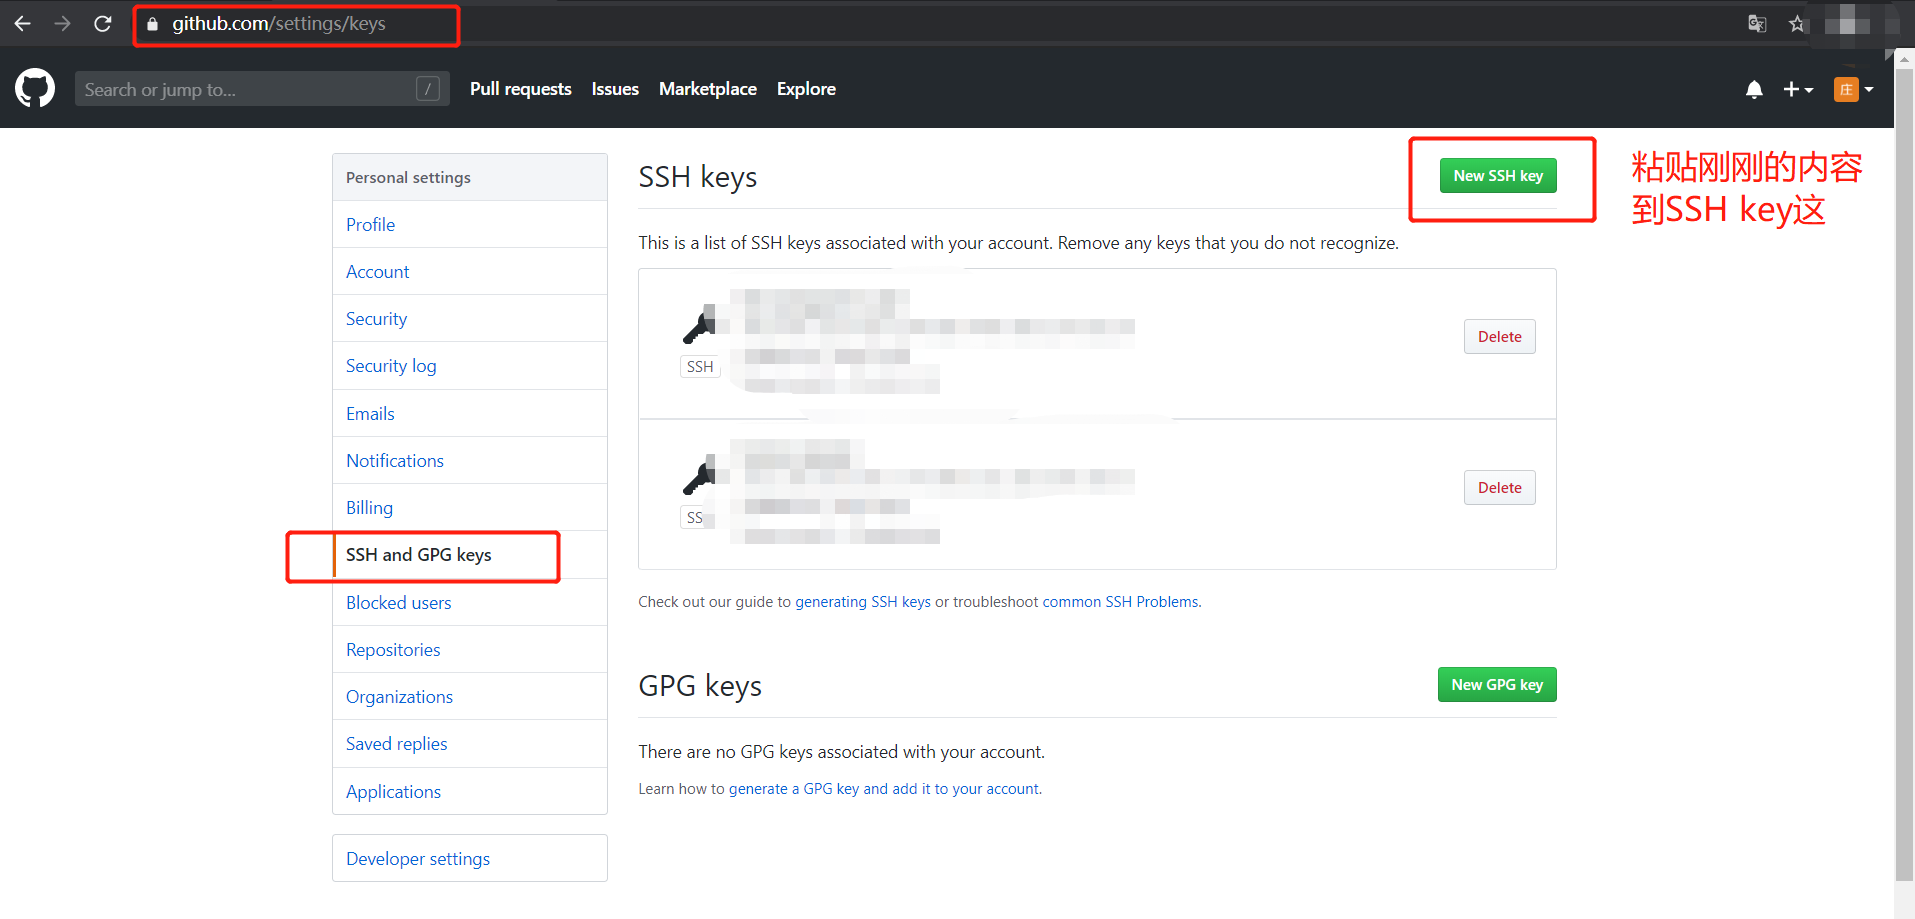 github.com/settings/keys
Search or jump to...
/
Pull requests
Issues
Marketplace
Explore
庄
Personal settings
Profile
Account
Security
Security log
Emails
Notifications
Billing
SSH and GPG keys
Blocked users
Repositories
Organizations
Saved replies
Applications
Developer settings
SSH keys
New SSH key
粘贴刚刚的内容
到SSH key这
This is a list of SSH keys associated with your account. Remove any keys that you do not recognize.
SSH
Delete
SS
Delete
Check out our guide to generating SSH keys or troubleshoot common SSH Problems.
GPG keys
New GPG key
There are no GPG keys associated with your account.
Learn how to generate a GPG key and add it to your account.